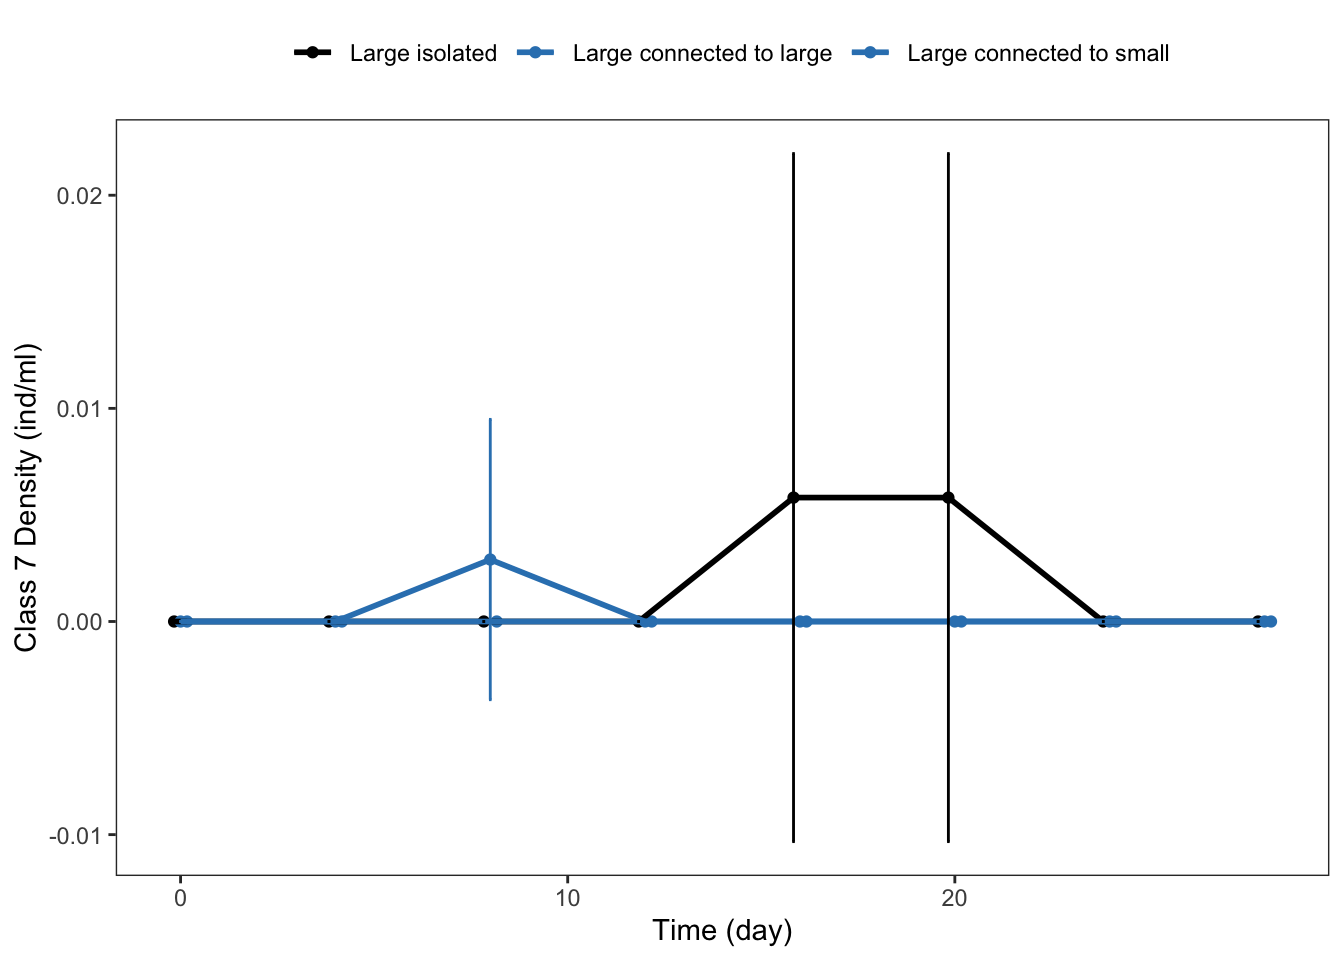 Large isolated Large connected to large Large connected to small
0.02
0.01
0.00
-0.01
Class 7 Density (ind/ml)
0 10 20
Time (day)